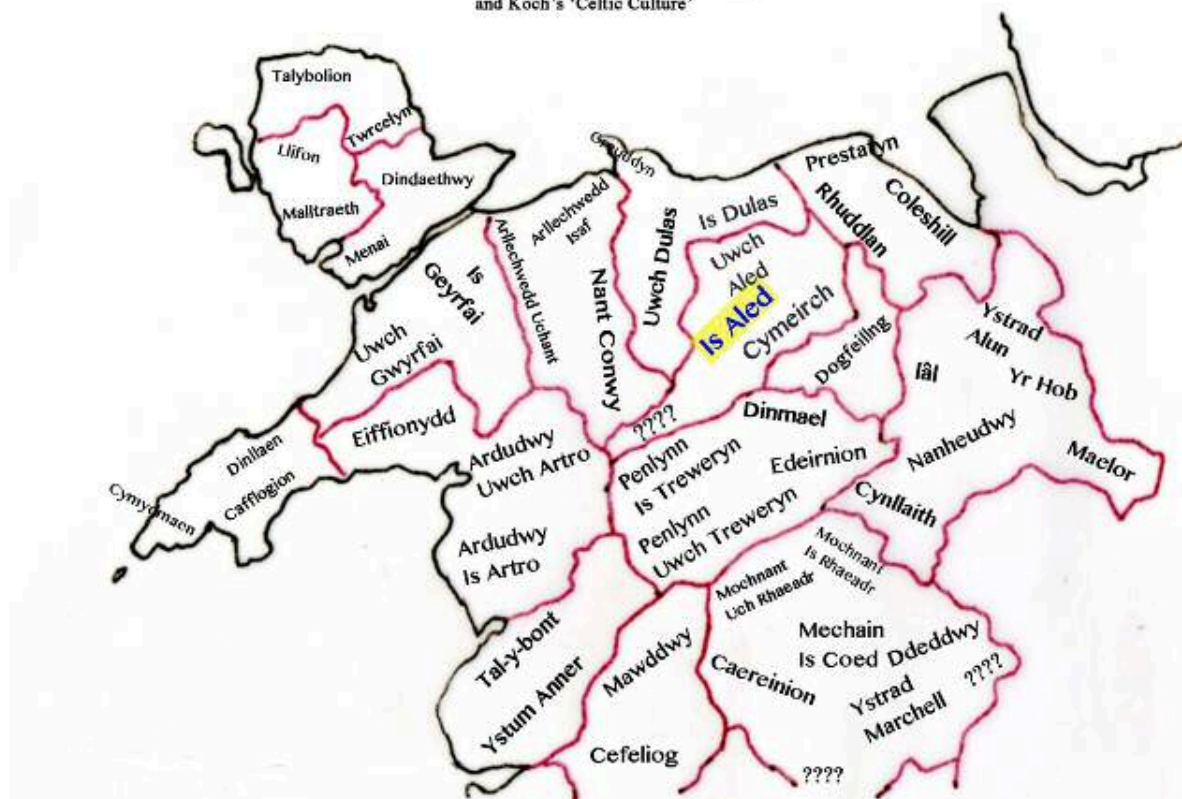 and Koch's 'Celtic Culture'
Talybolion
Twrcelyn
Llifon
Dindaethwy
Malltraeth
Menai
Creuddyn
Prestatyn
Arllechwedd
Isaf
Rhuddlan
Coleshill
Is Dulas
Uwch Dulas
Arllechwedd Uchant
Is
Geyrfai
Uwch
Aled
Nant Conwy
Is Aled
Cymeirch
Ystrad
Alun
Uwch
Gwyrfai
Dogfeiling
Iâl
Yr Hob
Eiffionydd
????
Dinmael
Dinllaen
Cafflogion
Cymydmaen
Ardudwy
Uwch Artro
Penlynn
Is Treweryn
Edeirnion
Nanheudwy
Maelor
Cynllaith
Penlynn
Uwch Treweryn
Ardudwy
Is Artro
Mochnant
Is Rhaeadr
Mochnant
Uch Rhaeadr
Tal-y-bont
Mawddwy
Mechain
Is Coed Ddeddwy
Caereinion
????
Ystum Anner
Ystrad
Marchell
Cefeliog
????